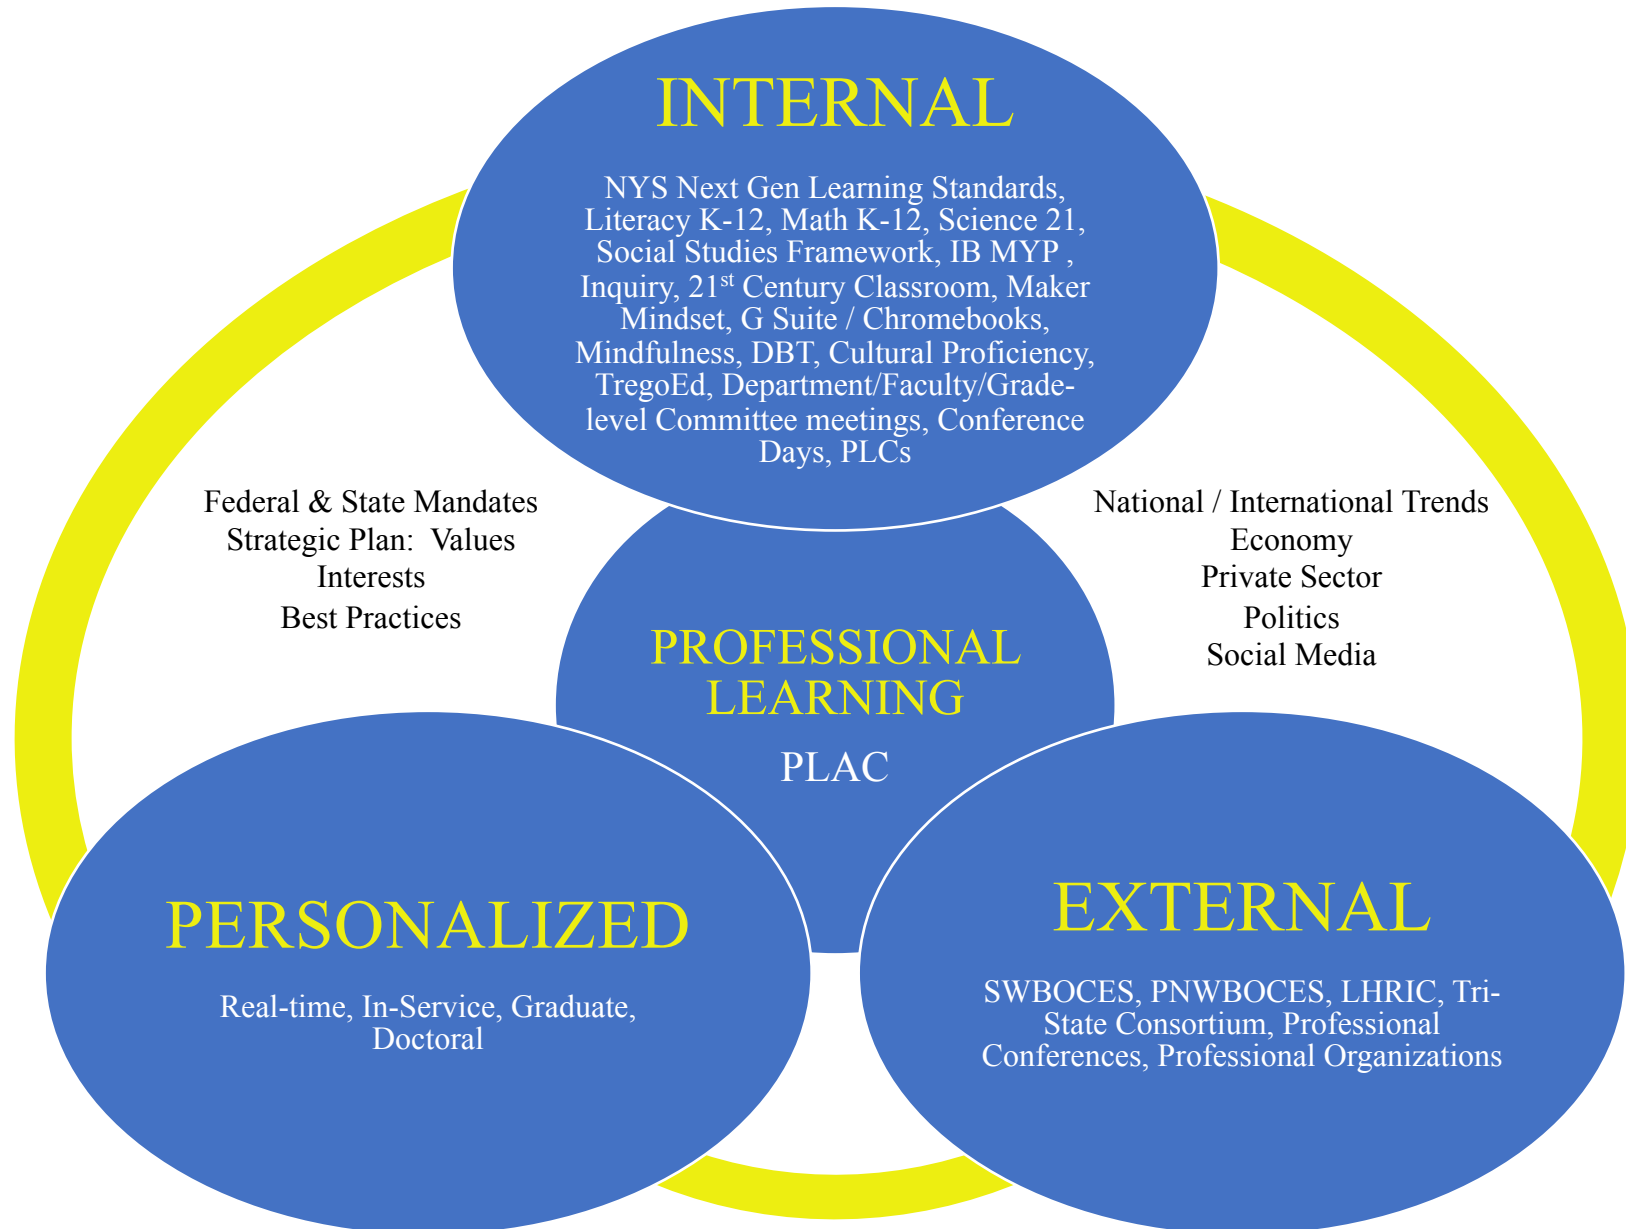 INTERNAL
NYS Next Gen Learning Standards,
Literacy K-12, Math K-12, Science 21,
Social Studies Framework, IB MYP ,
Inquiry, 21st Century Classroom, Maker
Mindset, G Suite / Chromebooks,
Mindfulness, DBT, Cultural Proficiency,
TregoEd, Department/Faculty/Grade-
level Committee meetings, Conference
Days, PLCs
Federal & State Mandates
Strategic Plan:  Values
Interests
Best Practices
National / International Trends
Economy
Private Sector
Politics
Social Media
PROFESSIONAL
LEARNING
PLAC
PERSONALIZED
Real-time, In-Service, Graduate,
Doctoral
EXTERNAL
SWBOCES, PNWBOCES, LHRIC, Tri-
State Consortium, Professional
Conferences, Professional Organizations